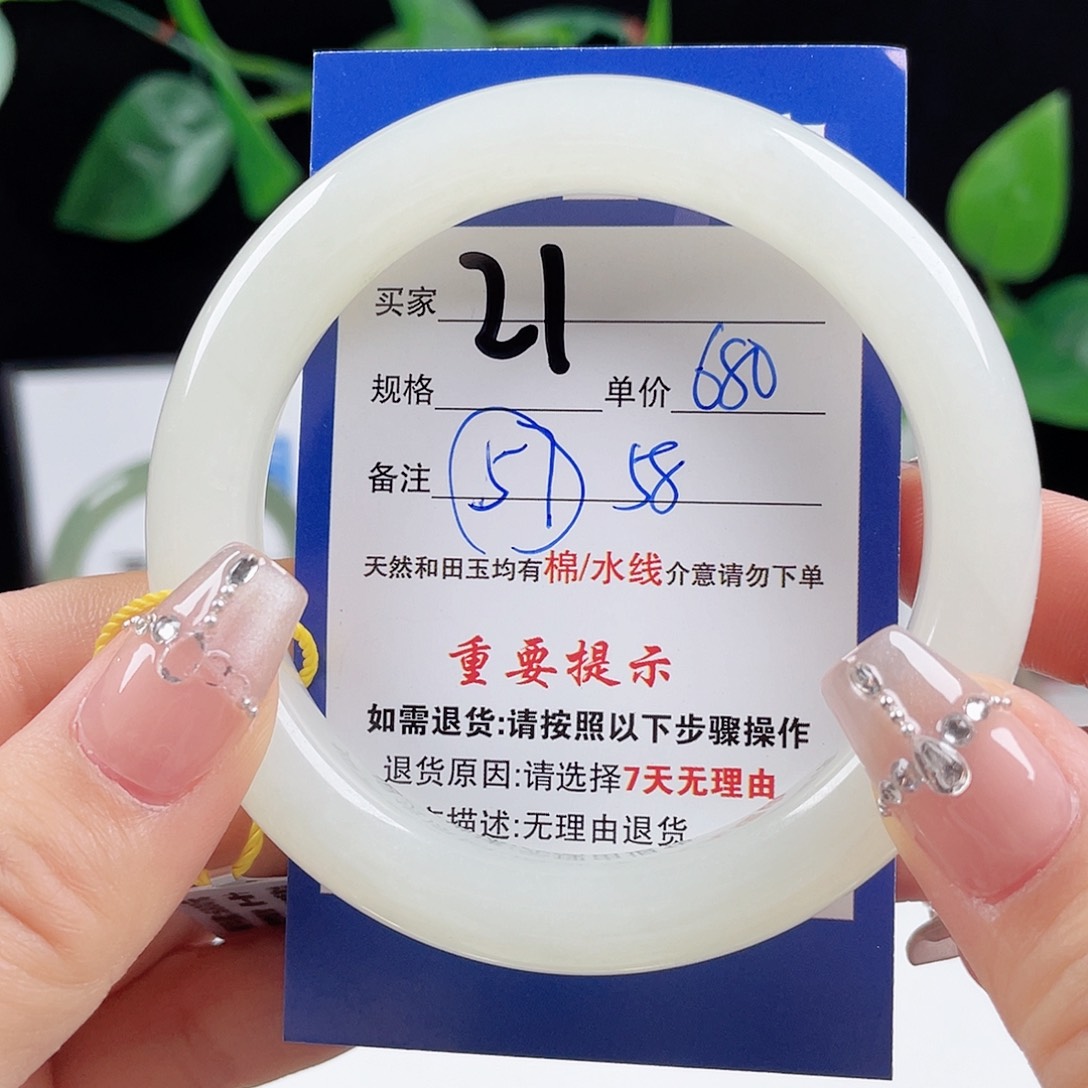 买家 21
规格 单价 680
备注 57 58
天然和田玉均有棉/水线介意请勿下单
重要提示
如需退货:请按照以下步骤操作
退货原因:请选择7天无理由
描述:无理由退货